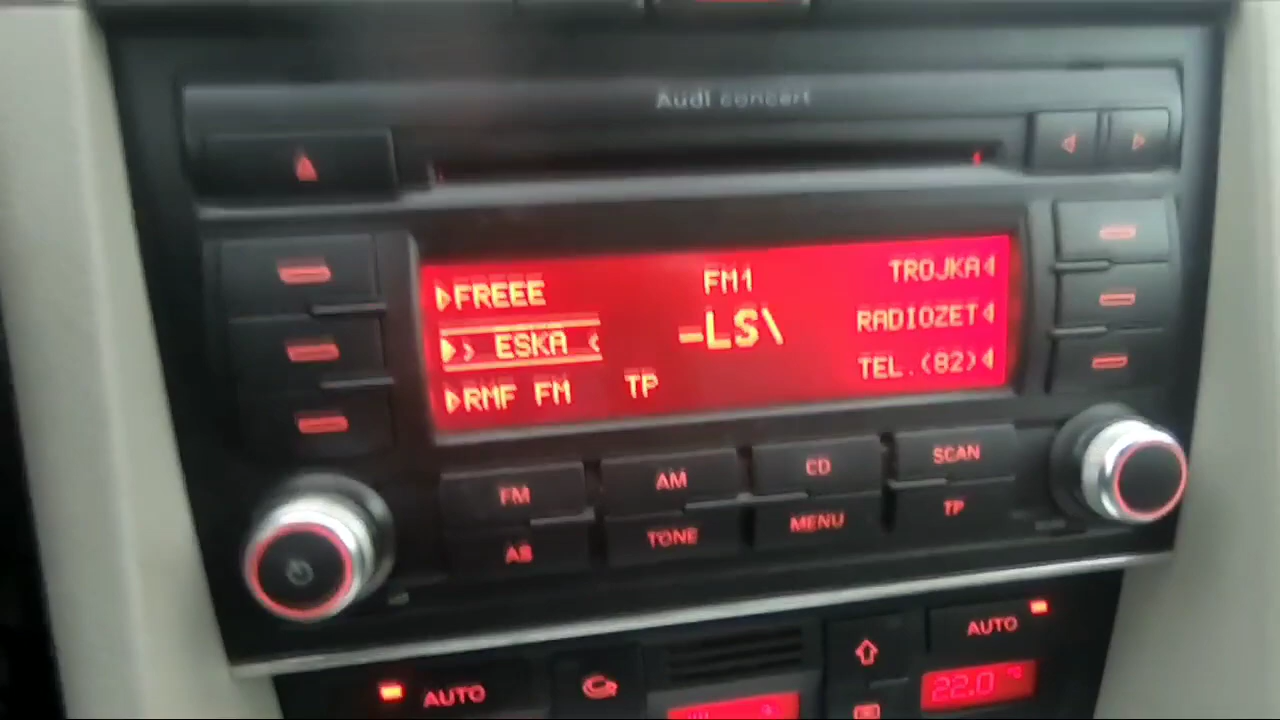 Audi concert
FREEE FM1 TROJKA
> ESKA < -LS\ RADIOZET
RMF FM TP TEL.(82)
FM AM CD SCAN
AS TONE MENU TP
AUTO AUTO
22.0